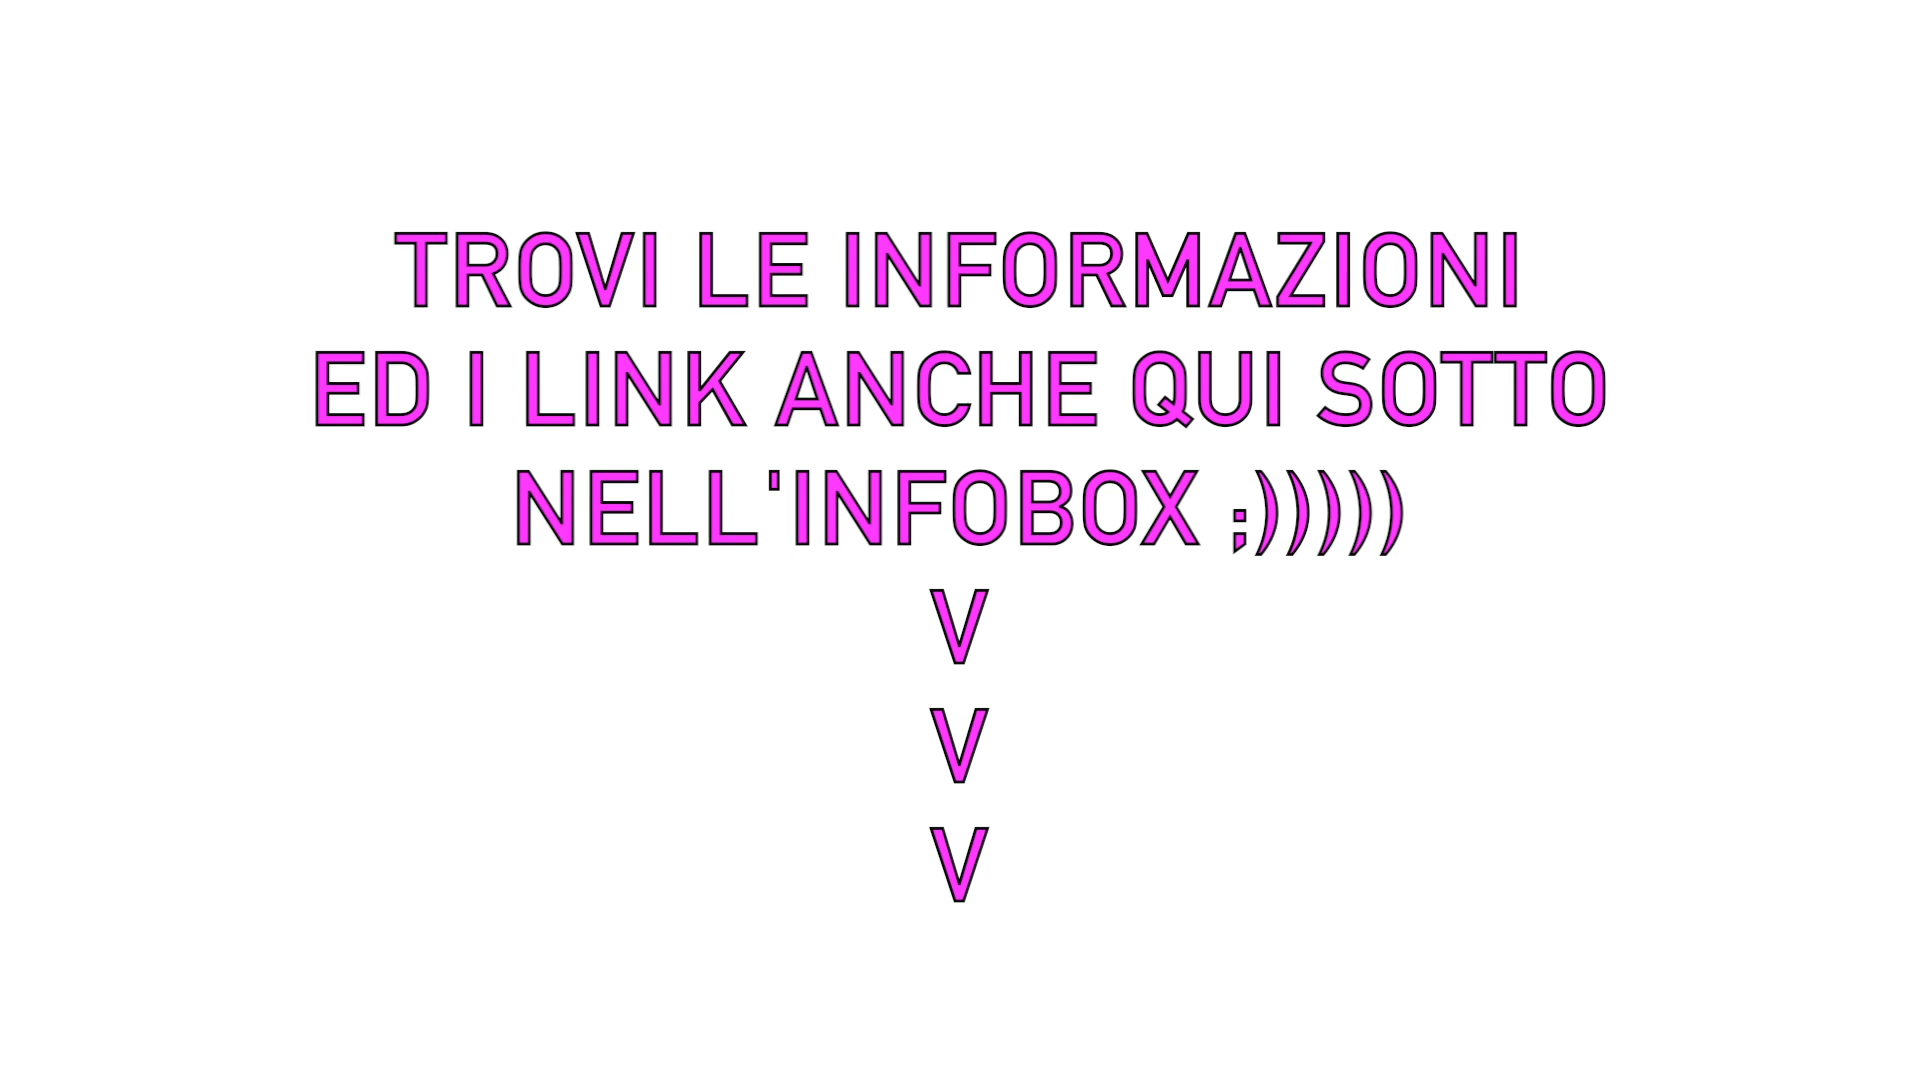 TROVI LE INFORMAZIONI
ED I LINK ANCHE QUI SOTTO
NELL'INFOBOX ;)))))
V
V
V